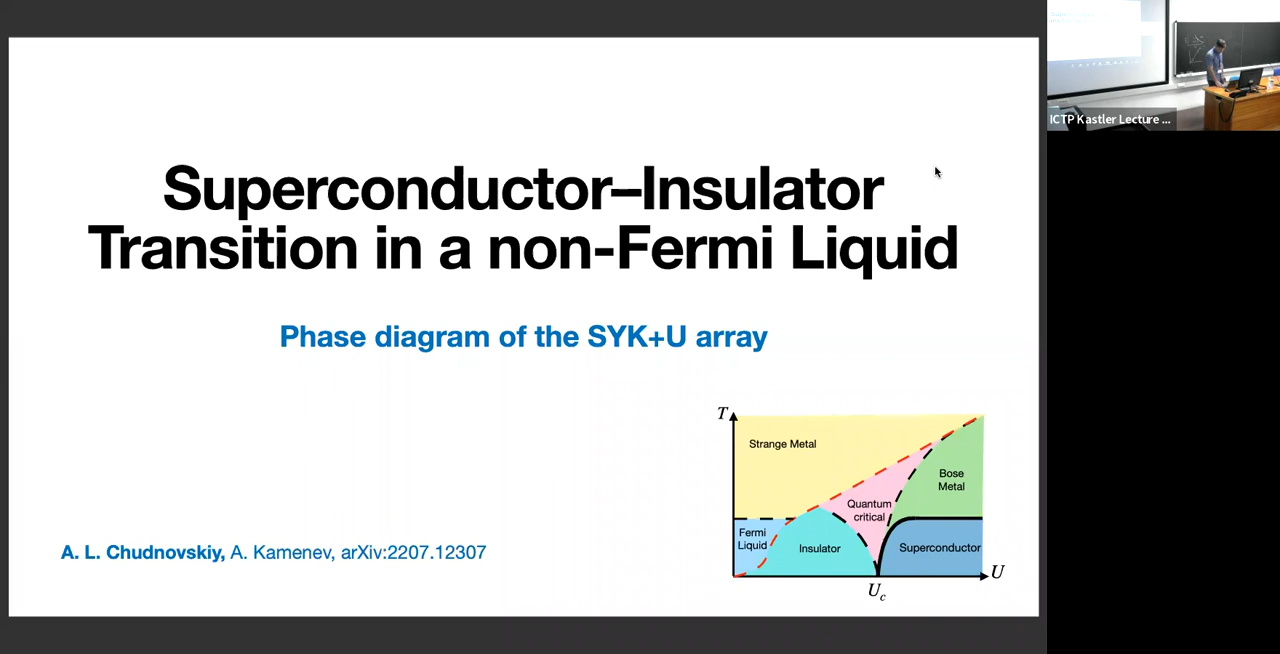 Superconductor–Insulator
Transition in a non-Fermi Liquid
Phase diagram of the SYK+U array
T
Strange Metal
Bose
Metal
Quantum
critical
Fermi
Liquid
Insulator
Superconductor
U
U_c
A. L. Chudnovskiy, A. Kamenev, arXiv:2207.12307
ICTP Kastler Lecture ...